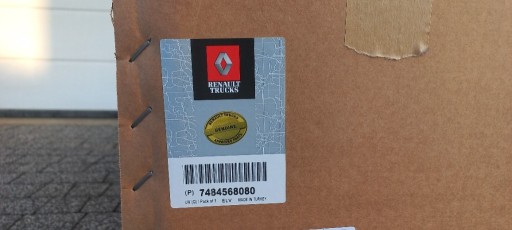 RENAULT
TRUCKS
GENUINE
(P) 7484568080
MADE IN TURKEY